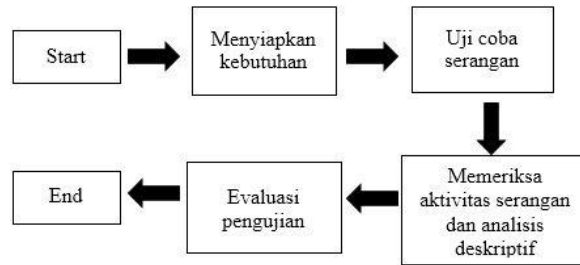 Start
Menyiapkan
kebutuhan
Uji coba
serangan
Memeriksa
aktivitas serangan
dan analisis
deskriptif
Evaluasi
pengujian
End